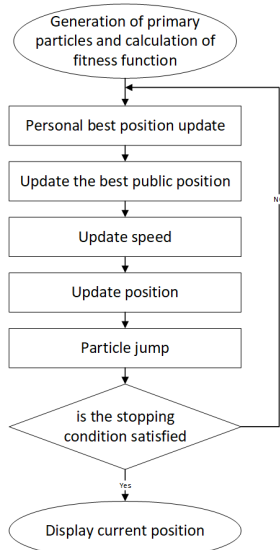 Generation of primary
particles and calculation of
fitness function
Personal best position update
Update the best public position
Update speed
Update position
Particle jump
is the stopping
condition satisfied
Yes
Display current position